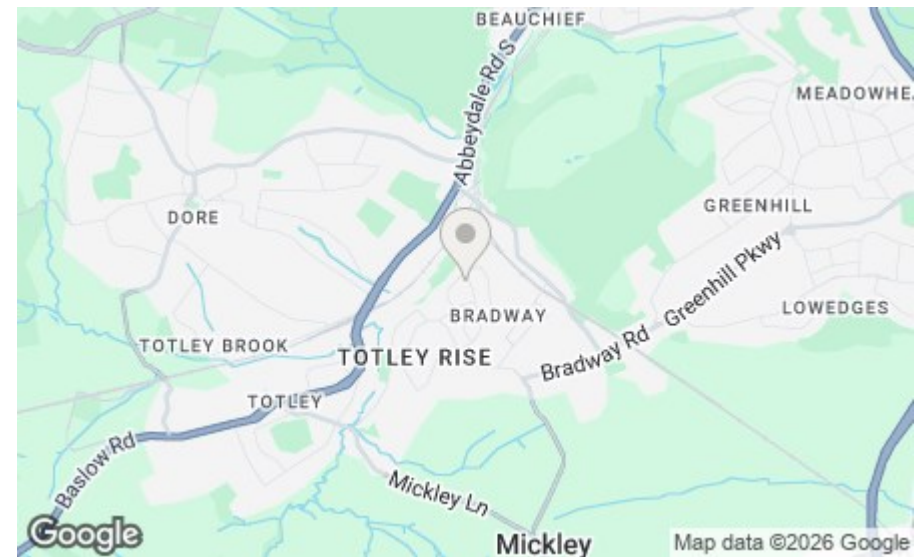 BEAUCHIEF
Abbeydale Rd S
MEADOWHEA
DORE
GREENHILL
Greenhill Pkwy
BRADWAY
LOWEDGES
TOTLEY BROOK
TOTLEY RISE
Bradway Rd
TOTLEY
Baslow Rd
Mickley Ln
Mickley
Google
Map data ©2026 Google